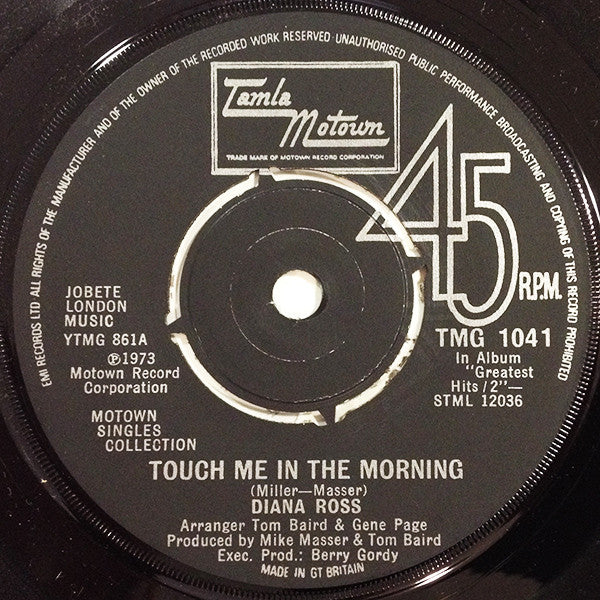 EMI RECORDS LTD ALL RIGHTS OF THE MANUFACTURER AND OF THE OWNER OF THE RECORDED WORK RESERVED · UNAUTHORISED PUBLIC PERFORMANCE BROADCASTING AND COPYING OF THIS RECORD PROHIBITED
Tamla
Motown
TRADE MARK OF MOTOWN RECORD CORPORATION
45
R.P.M.
JOBETE
LONDON
MUSIC
YTMG 861A
℗1973
Motown Record
Corporation
MOTOWN
SINGLES
COLLECTION
TMG 1041
In Album
"Greatest
Hits/2"—
STML 12036
TOUCH ME IN THE MORNING
(Miller—Masser)
DIANA ROSS
Arranger Tom Baird & Gene Page
Produced by Mike Masser & Tom Baird
Exec. Prod.: Berry Gordy
MADE IN GT BRITAIN